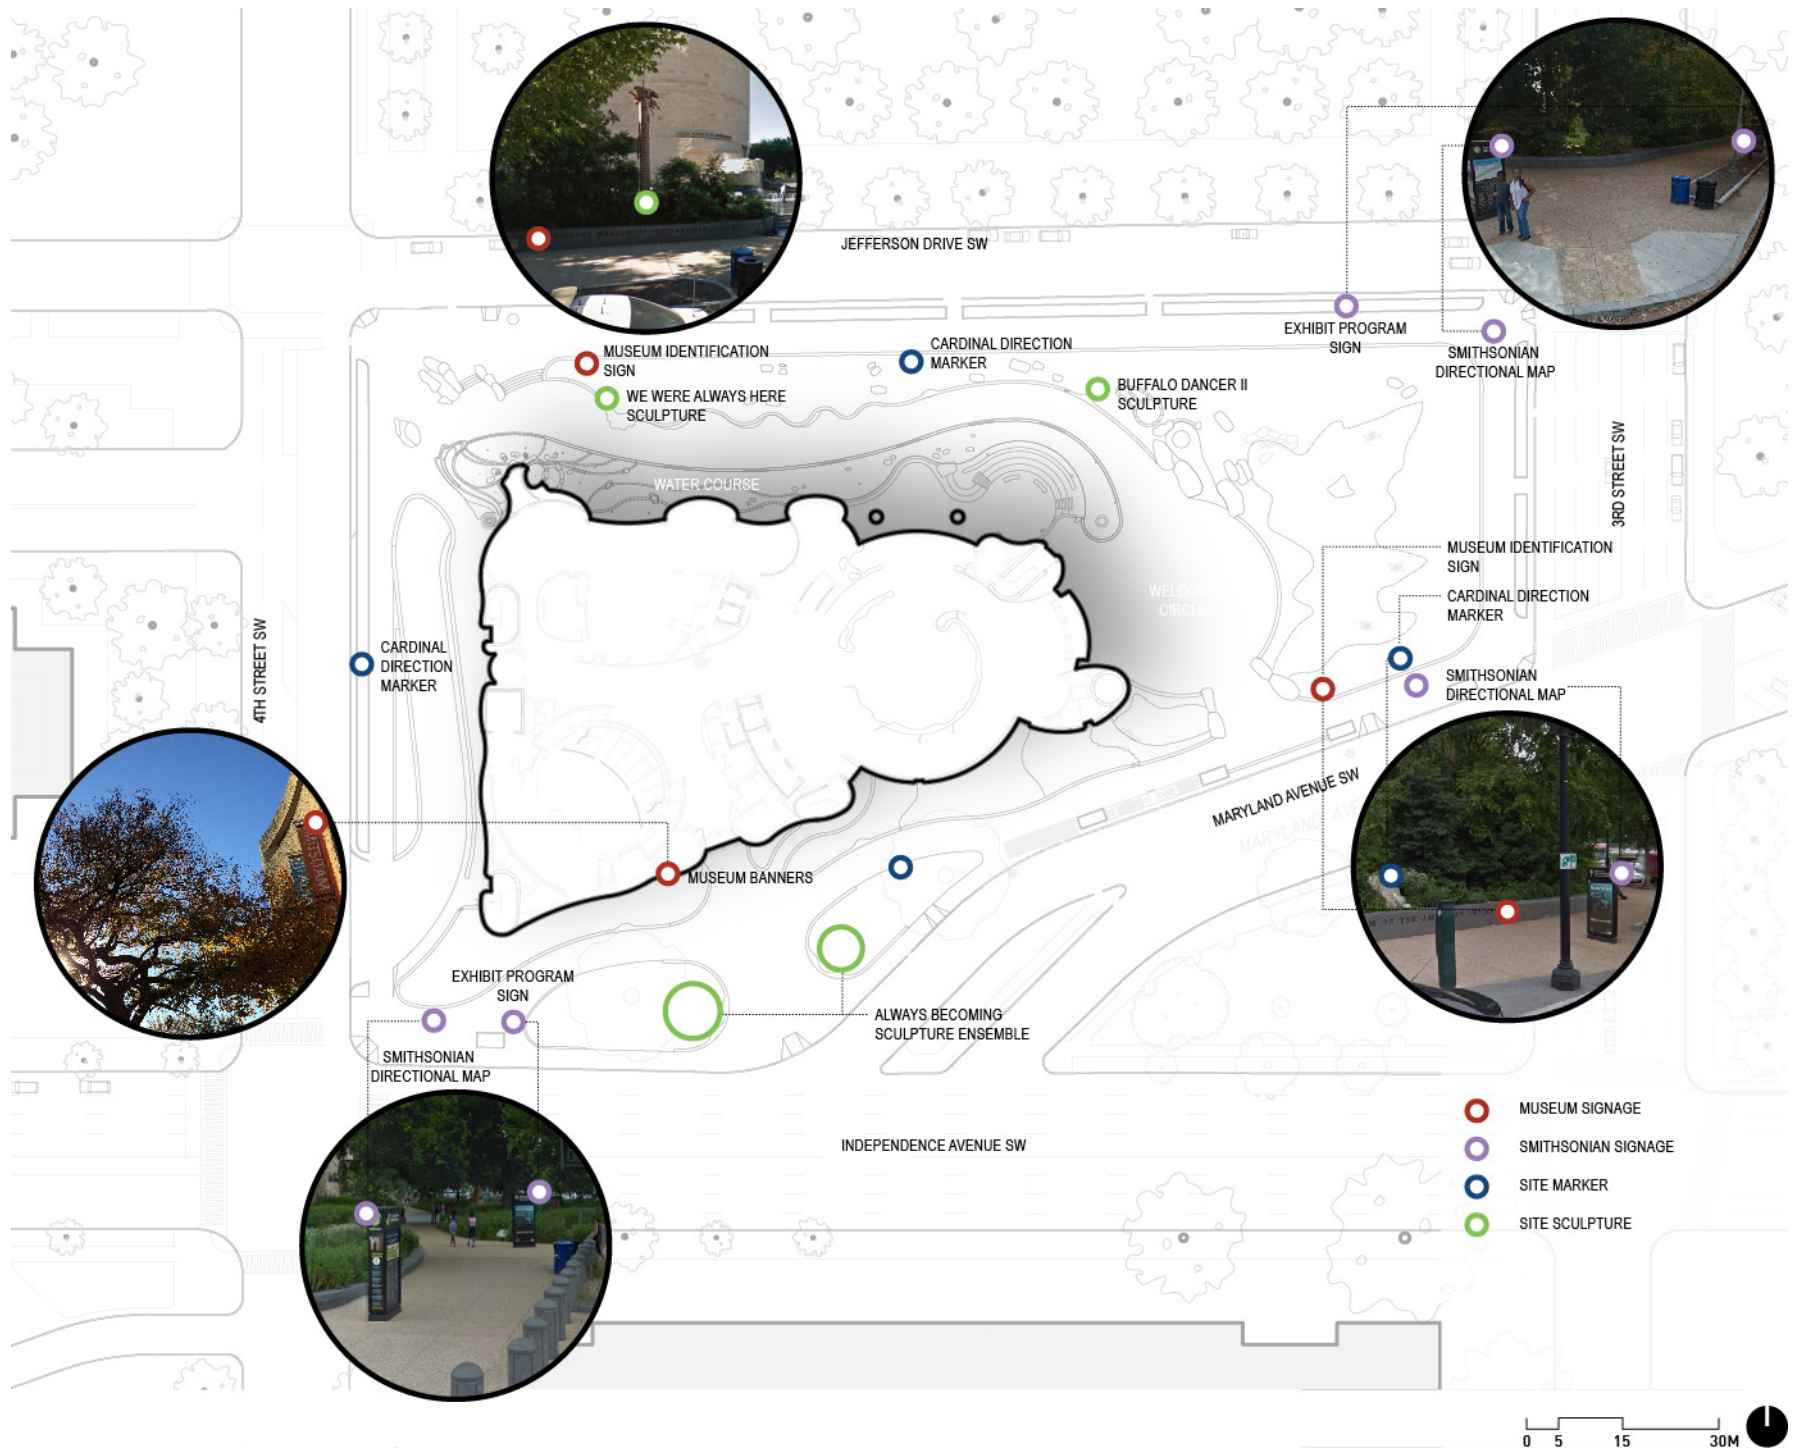 JEFFERSON DRIVE SW
EXHIBIT PROGRAM
SIGN
SMITHSONIAN
DIRECTIONAL MAP
MUSEUM IDENTIFICATION
SIGN
CARDINAL DIRECTION
MARKER
WE WERE ALWAYS HERE
SCULPTURE
BUFFALO DANCER II
SCULPTURE
3RD STREET SW
WATER COURSE
MUSEUM IDENTIFICATION
SIGN
CARDINAL DIRECTION
MARKER
WELCOME
CIRCLE
4TH STREET SW
CARDINAL
DIRECTION
MARKER
SMITHSONIAN
DIRECTIONAL MAP
MARYLAND AVENUE SW
MUSEUM BANNERS
EXHIBIT PROGRAM
SIGN
ALWAYS BECOMING
SCULPTURE ENSEMBLE
SMITHSONIAN
DIRECTIONAL MAP
INDEPENDENCE AVENUE SW
MUSEUM SIGNAGE
SMITHSONIAN SIGNAGE
SITE MARKER
SITE SCULPTURE
0 5 15 30M